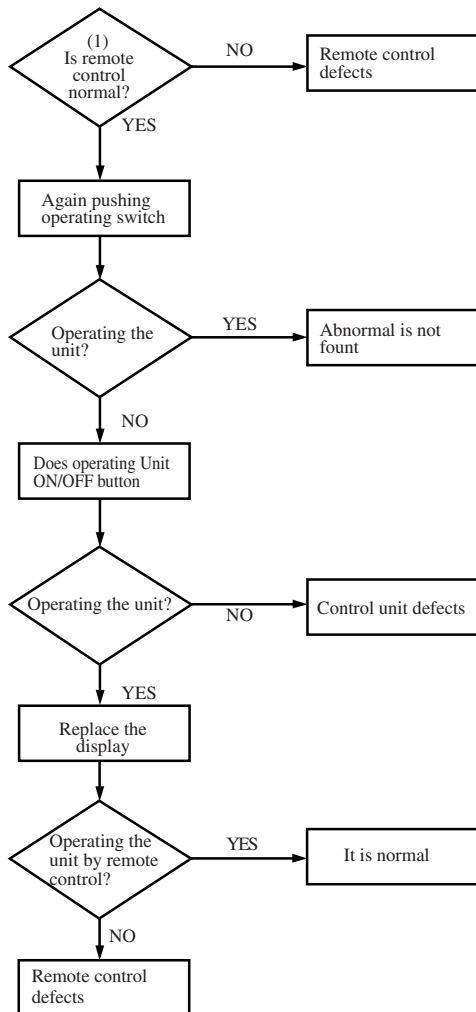 (1)
Is remote
control
normal?
NO
Remote control
defects
YES
Again pushing
operating switch
Operating the
unit?
YES
Abnormal is not
fount
NO
Does operating Unit
ON/OFF button
Operating the unit?
NO
Control unit defects
YES
Replace the
display
Operating the
unit by remote
control?
YES
It is normal
NO
Remote control
defects